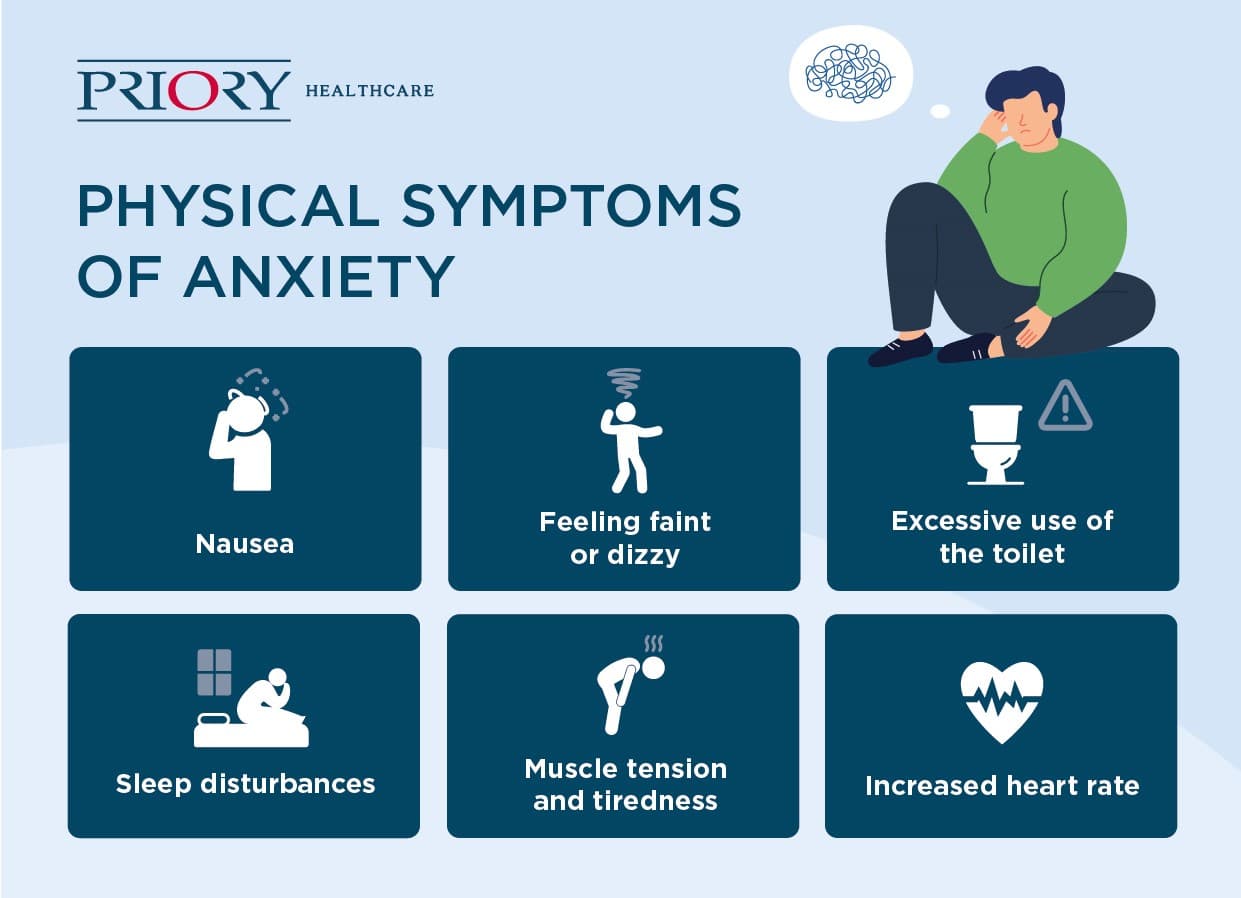 PRIORY HEALTHCARE
PHYSICAL SYMPTOMS
OF ANXIETY
Nausea
Feeling faint
or dizzy
Excessive use of
the toilet
Sleep disturbances
Muscle tension
and tiredness
Increased heart rate